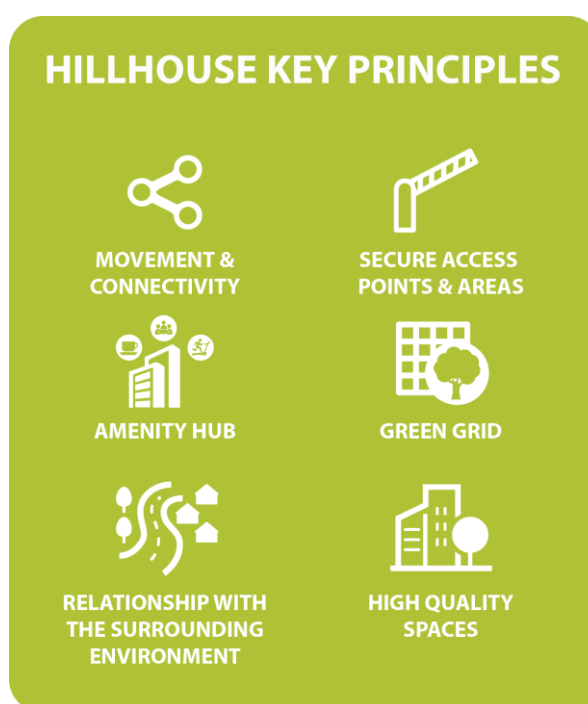 HILLHOUSE KEY PRINCIPLES
MOVEMENT &
CONNECTIVITY
SECURE ACCESS
POINTS & AREAS
AMENITY HUB
GREEN GRID
RELATIONSHIP WITH
THE SURROUNDING
ENVIRONMENT
HIGH QUALITY
SPACES